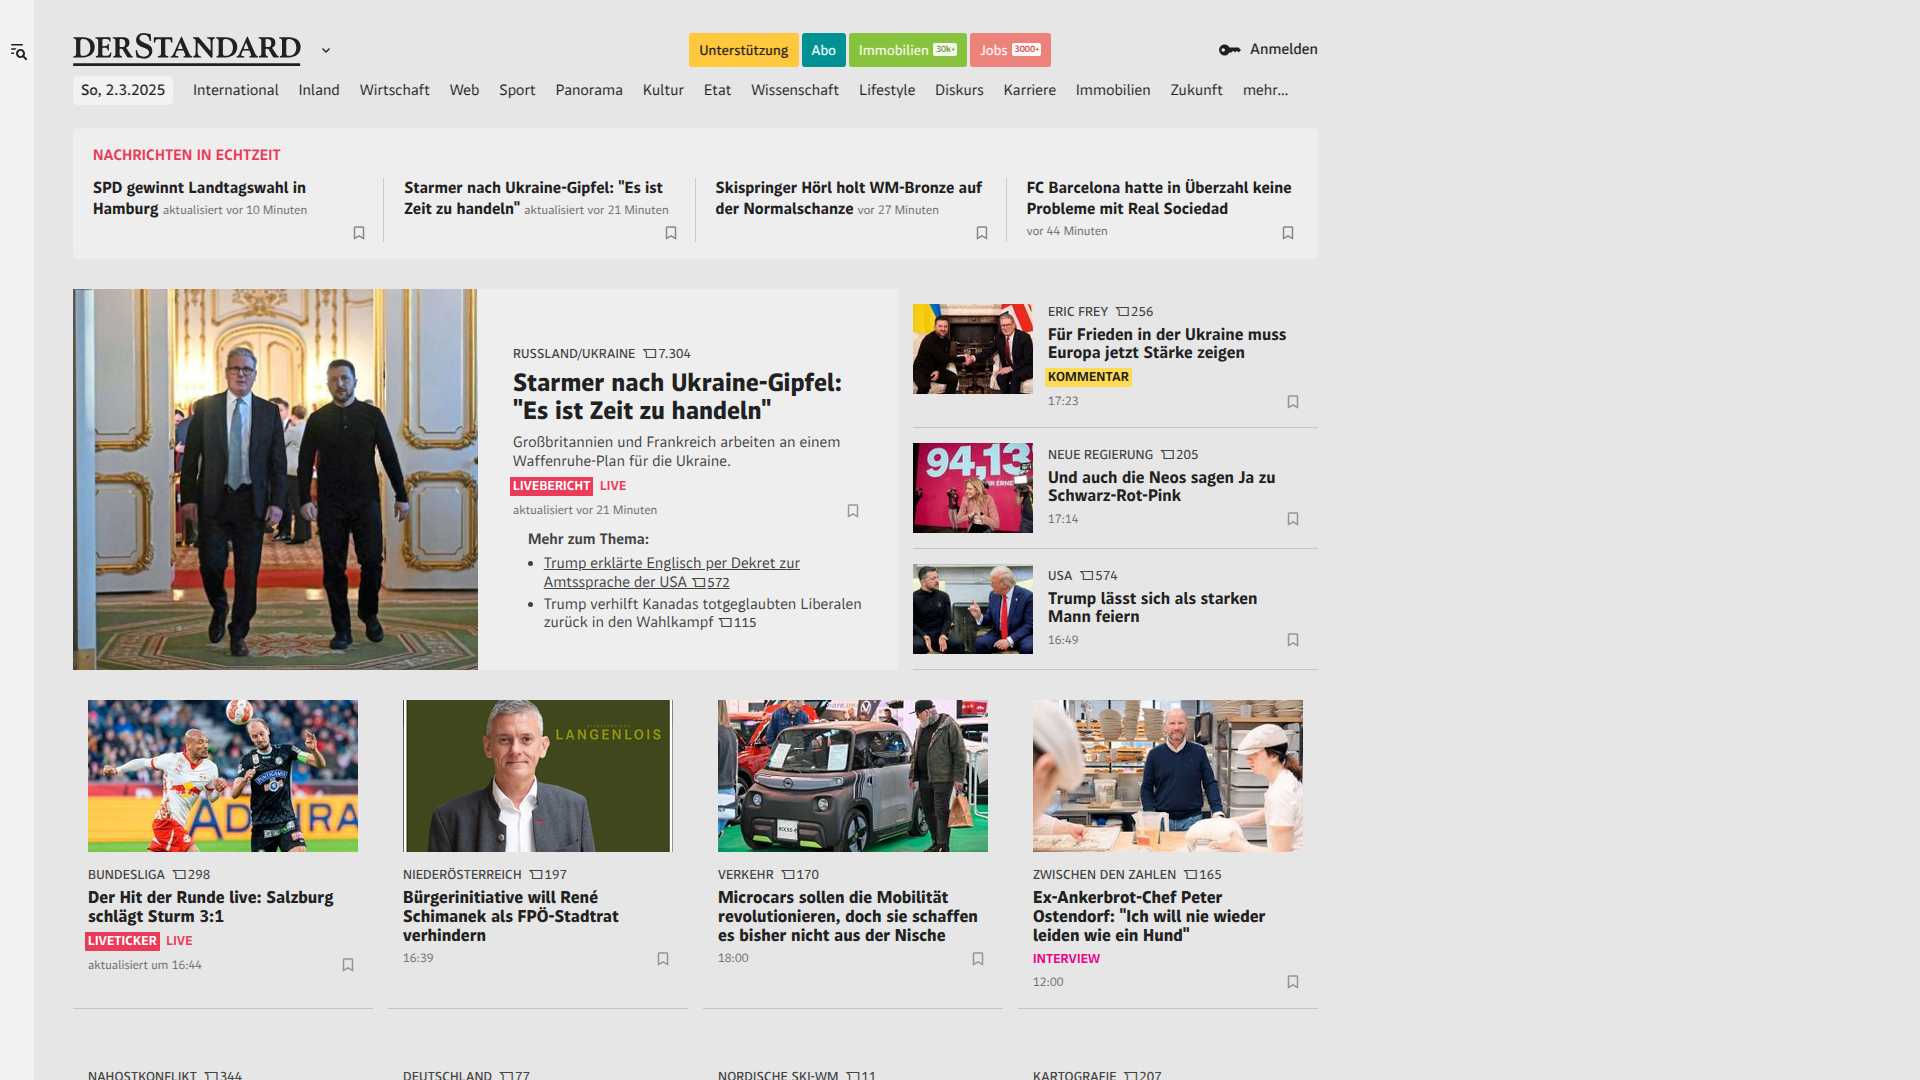 DERSTANDARD
Unterstützung
Abo
Immobilien 30k+
Jobs 3000+
Anmelden
So, 2.3.2025
International
Inland
Wirtschaft
Web
Sport
Panorama
Kultur
Etat
Wissenschaft
Lifestyle
Diskurs
Karriere
Immobilien
Zukunft
mehr...
NACHRICHTEN IN ECHTZEIT
SPD gewinnt Landtagswahl in
Hamburg aktualisiert vor 10 Minuten
Starmer nach Ukraine-Gipfel: "Es ist
Zeit zu handeln" aktualisiert vor 21 Minuten
Skispringer Hörl holt WM-Bronze auf
der Normalschanze vor 27 Minuten
FC Barcelona hatte in Überzahl keine
Probleme mit Real Sociedad
vor 44 Minuten
RUSSLAND/UKRAINE 7.304
Starmer nach Ukraine-Gipfel:
"Es ist Zeit zu handeln"
Großbritannien und Frankreich arbeiten an einem
Waffenruhe-Plan für die Ukraine.
LIVEBERICHT LIVE
aktualisiert vor 21 Minuten
Mehr zum Thema:
• Trump erklärte Englisch per Dekret zur
Amtssprache der USA 572
• Trump verhilft Kanadas totgeglaubten Liberalen
zurück in den Wahlkampf 115
ERIC FREY 256
Für Frieden in der Ukraine muss
Europa jetzt Stärke zeigen
KOMMENTAR
17:23
94,13
NEUE REGIERUNG 205
Und auch die Neos sagen Ja zu
Schwarz-Rot-Pink
17:14
USA 574
Trump lässt sich als starken
Mann feiern
16:49
BUNDESLIGA 298
Der Hit der Runde live: Salzburg
schlägt Sturm 3:1
LIVETICKER LIVE
aktualisiert um 16:44
LANGENLOIS
NIEDERÖSTERREICH 197
Bürgerinitiative will René
Schimanek als FPÖ-Stadtrat
verhindern
16:39
VERKEHR 170
Microcars sollen die Mobilität
revolutionieren, doch sie schaffen
es bisher nicht aus der Nische
18:00
ZWISCHEN DEN ZAHLEN 165
Ex-Ankerbrot-Chef Peter
Ostendorf: "Ich will nie wieder
leiden wie ein Hund"
INTERVIEW
12:00
NAHOSTKONFLIKT 344
DEUTSCHLAND 77
NORDISCHE SKI-WM 11
KARTOGRAFIE 207